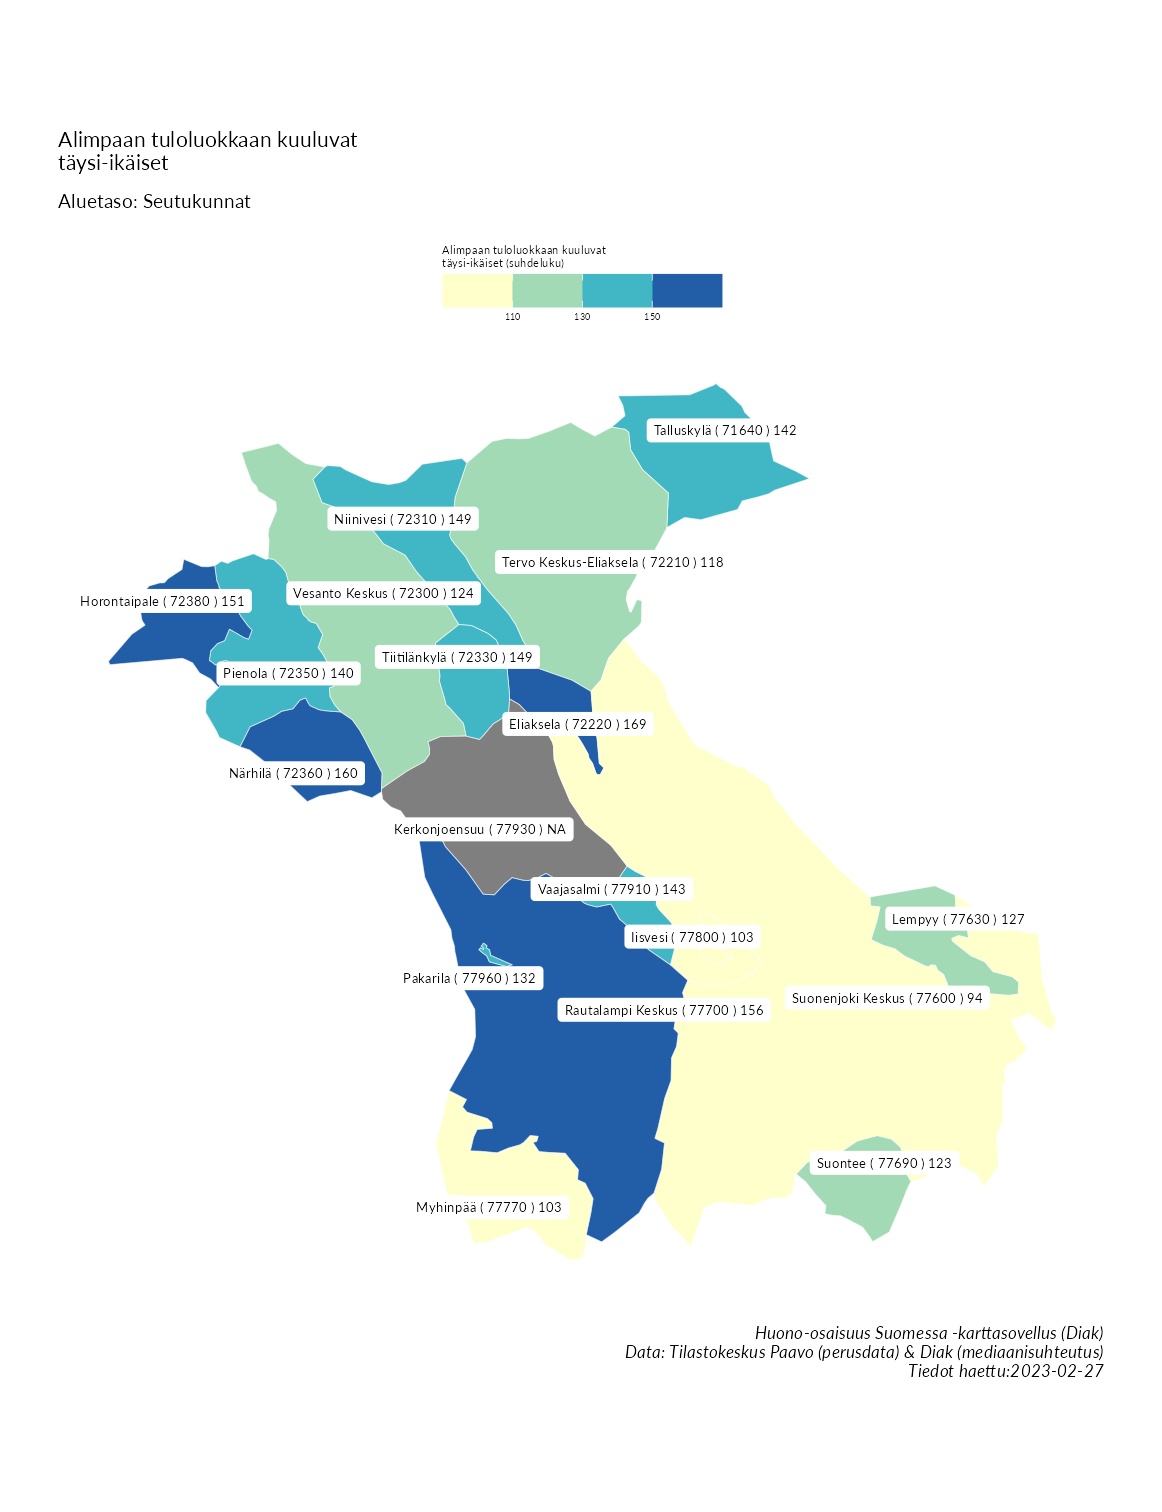 Alimpaan tuloluokkaan kuuluvat
täysi-ikäiset
Aluetaso: Seutukunnat
Alimpaan tuloluokkaan kuuluvat
täysi-ikäiset (suhdeluku)
110 130 150
Talluskylä ( 71640 ) 142
Niinivesi ( 72310 ) 149
Tervo Keskus-Eliaksela ( 72210 ) 118
Vesanto Keskus ( 72300 ) 124
Horontaipale ( 72380 ) 151
Tiitilänkylä ( 72330 ) 149
Pienola ( 72350 ) 140
Eliaksela ( 72220 ) 169
Närhilä ( 72360 ) 160
Kerkonjoensuu ( 77930 ) NA
Vaajasalmi ( 77910 ) 143
Lempyy ( 77630 ) 127
Iisvesi ( 77800 ) 103
Pakarila ( 77960 ) 132
Suonenjoki Keskus ( 77600 ) 94
Rautalampi Keskus ( 77700 ) 156
Suontee ( 77690 ) 123
Myhinpää ( 77770 ) 103
Huono-osaisuus Suomessa -karttasovellus (Diak)
Data: Tilastokeskus Paavo (perusdata) & Diak (mediaanisuhteutus)
Tiedot haettu:2023-02-27